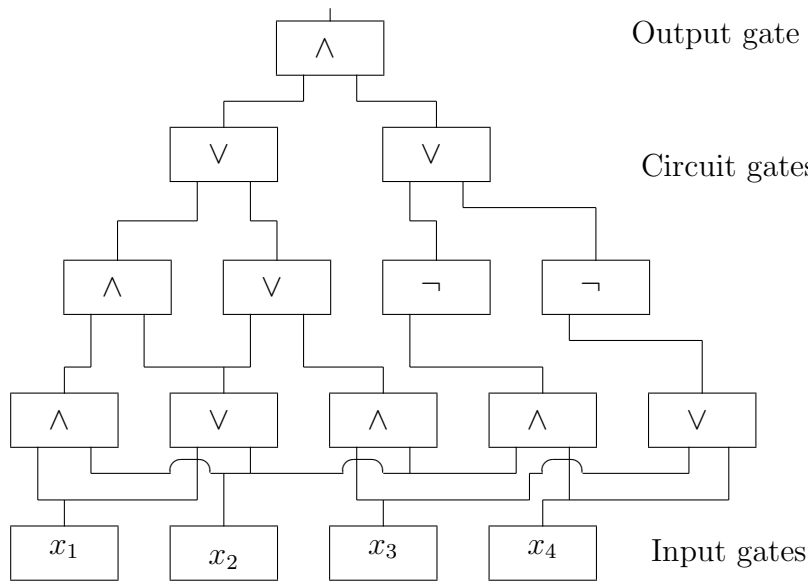 ∧ Output gate
∨ ∨ Circuit gates
∧ ∨ ¬ ¬
∧ ∨ ∧ ∧ ∨
x₁ x₂ x₃ x₄ Input gates